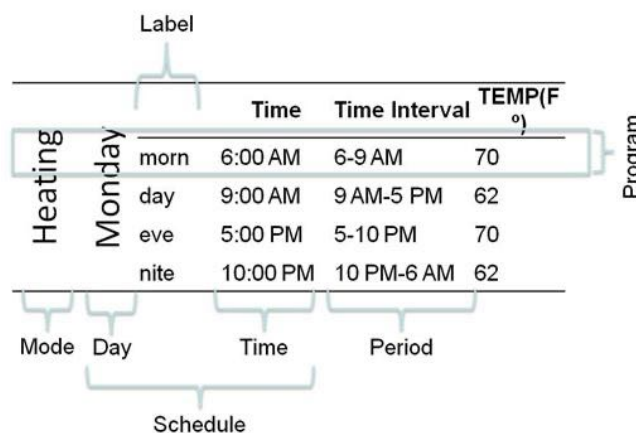 Label
Time Time Interval TEMP(F
º)
Heating
Monday
morn 6:00 AM 6-9 AM 70
day 9:00 AM 9 AM-5 PM 62
eve 5:00 PM 5-10 PM 70
nite 10:00 PM 10 PM-6 AM 62
Program
Mode Day Time Period
Schedule